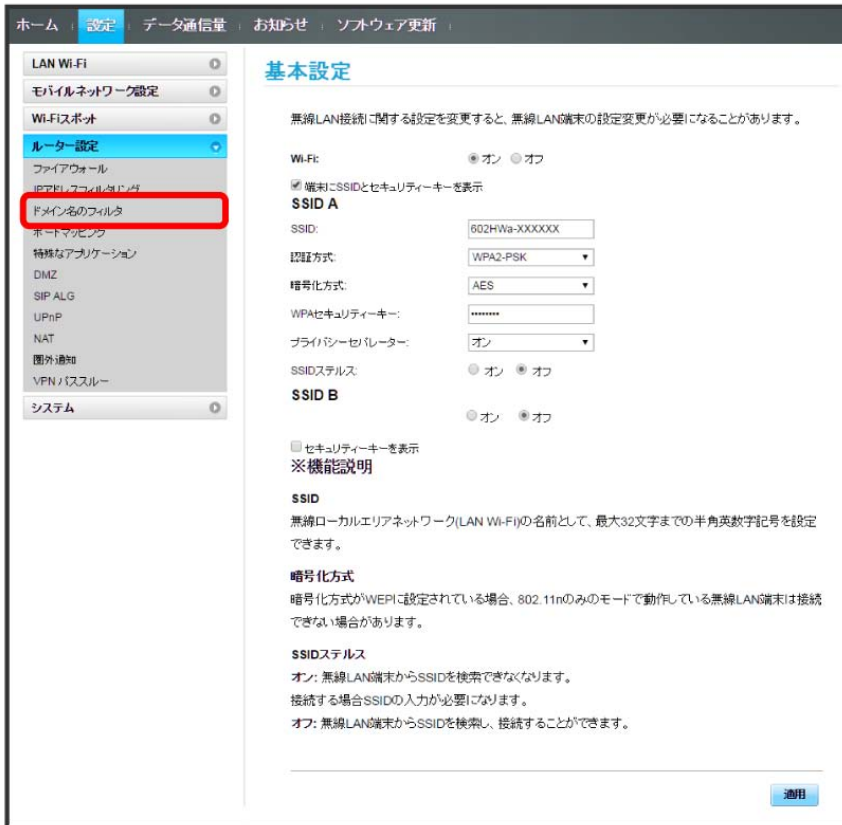 ホーム 設定 データ通信量 お知らせ ソフトウェア更新
LAN Wi-Fi
モバイルネットワーク設定
Wi-Fiスポット
ルーター設定
ファイアウォール
IPアドレスフィルタリング
ドメイン名のフィルタ
ポートマッピング
特殊なアプリケーション
DMZ
SIP ALG
UPnP
NAT
圏外通知
VPN パススルー
システム
基本設定
無線LAN接続に関する設定を変更すると、無線LAN端末の設定変更が必要になることがあります。
Wi-Fi: オン オフ
端末にSSIDとセキュリティーキーを表示
SSID A
SSID: 602HWa-XXXXXX
認証方式: WPA2-PSK
暗号化方式: AES
WPAセキュリティーキー: ••••••••
プライバシーセパレーター: オン
SSIDステルス: オン オフ
SSID B
オン オフ
セキュリティーキーを表示
※機能説明
SSID
無線ローカルエリアネットワーク(LAN Wi-Fi)の名前として、最大32文字までの半角英数字記号を設定
できます。
暗号化方式
暗号化方式がWEPに設定されている場合、802.11nのみのモードで動作している無線LAN端末は接続
できない場合があります。
SSIDステルス
オン: 無線LAN端末からSSIDを検索できなくなります。
接続する場合SSIDの入力が必要になります。
オフ: 無線LAN端末からSSIDを検索し、接続することができます。
適用